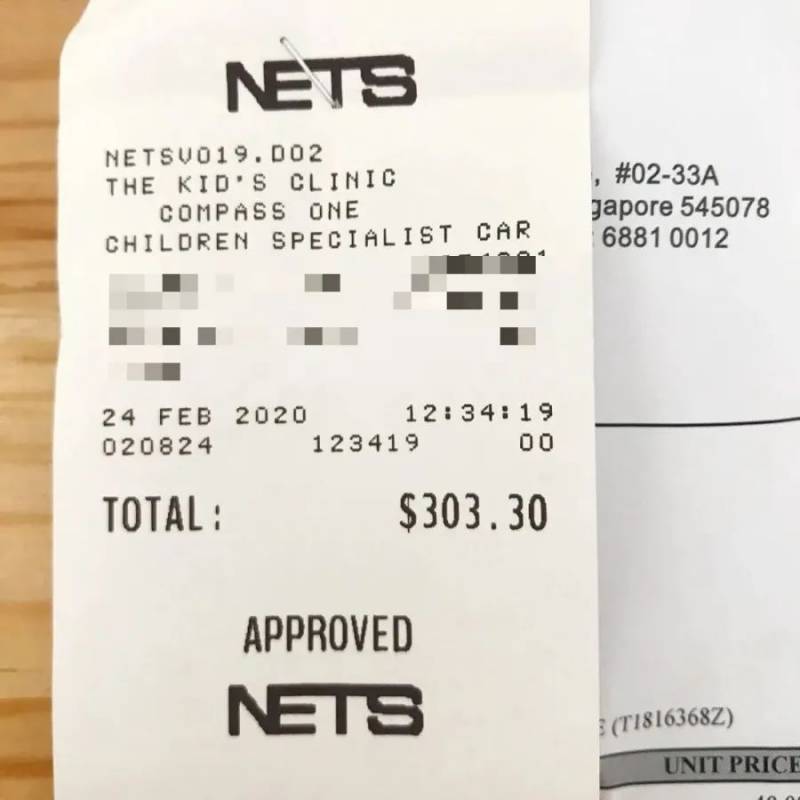 NETS
NETSV019.D02
THE KID'S CLINIC
COMPASS ONE
CHILDREN SPECIALIST CAR
24 FEB 2020 12:34:19
020824 123419 00
TOTAL: $303.30
APPROVED
NETS
, #02-33A
gapore 545078
6881 0012
(T1816368Z)
UNIT PRICE